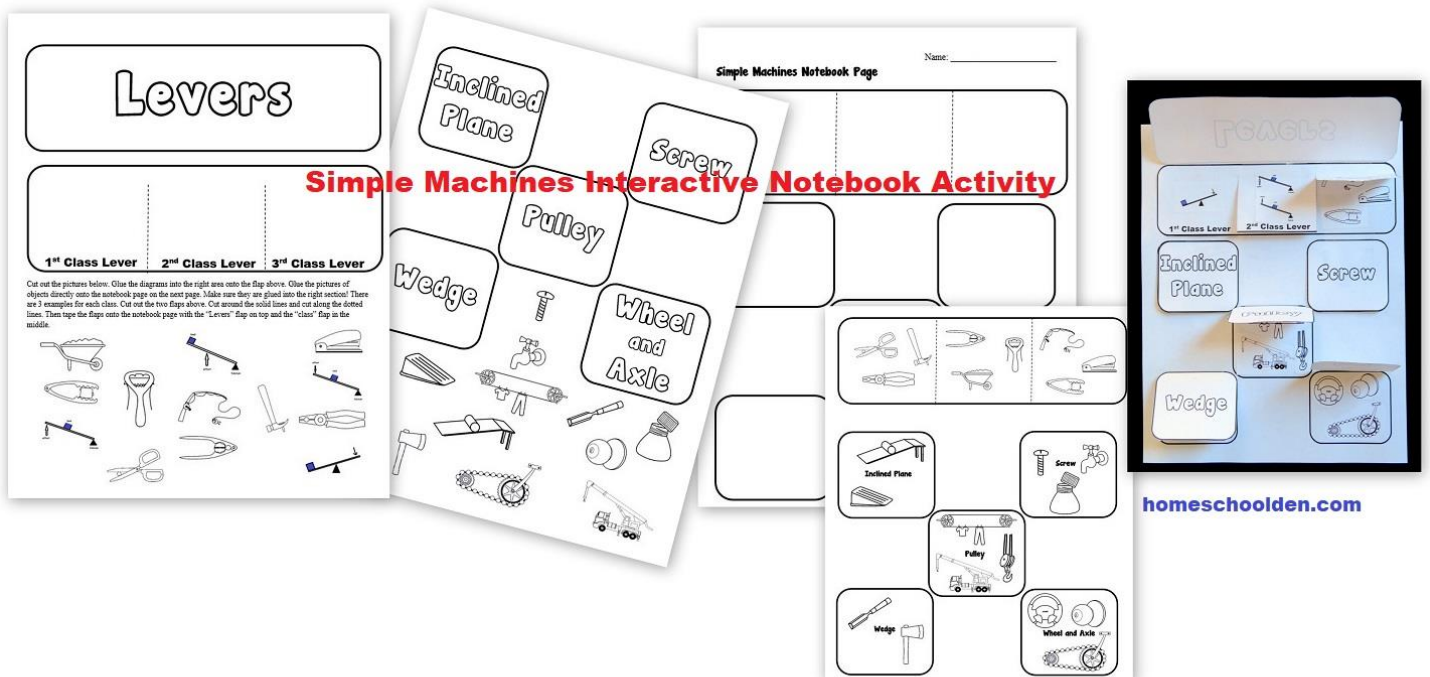 Levers
1st Class Lever
2nd Class Lever
3rd Class Lever
Cut out the pictures below. Glue the diagrams into the right area onto the flap above. Glue the pictures of
objects directly onto the notebook page on the next page. Make sure they are glued into the right section! There
are 3 examples for each class. Cut out the two flaps above. Cut around the solid lines and cut along the dotted
lines. Then tape the flaps onto the notebook page with the "Levers" flap on top and the "class" flap in the
middle.
Simple Machines Interactive Notebook Activity
Inclined
Plane
Screw
Pulley
Wedge
Wheel
and
Axle
Name:
Simple Machines Notebook Page
Inclined Plane
Screw
Pulley
Wedge
Wheel and Axle
Levers
1st Class Lever
2nd Class Lever
Inclined
Plane
Screw
Pulley
Wedge
homeschoolden.com